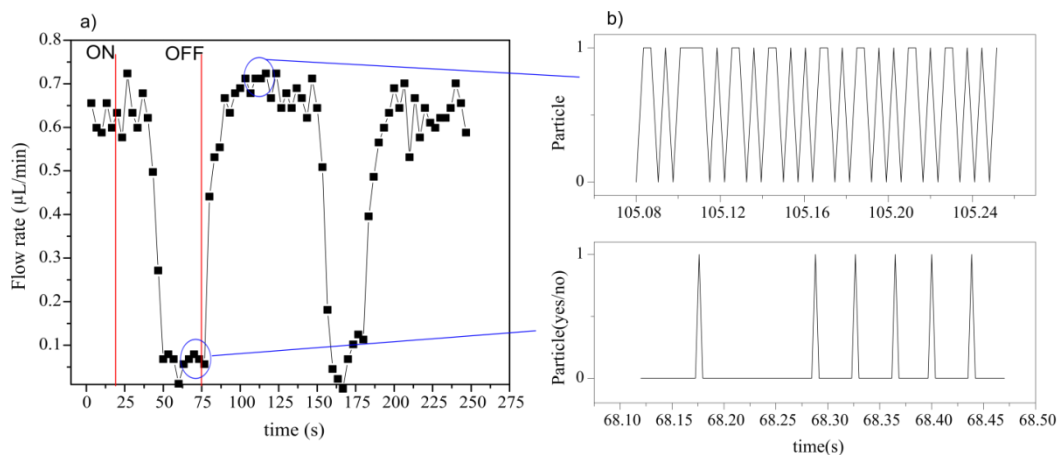 a)
ON OFF
0.8
0.7
0.6
0.5
0.4
0.3
0.2
0.1
Flow rate (µL/min)
0 25 50 75 100 125 150 175 200 225 250 275
time (s)
b)
1
0
Particle
105.08 105.12 105.16 105.20 105.24
1
0
Particle(yes/no)
68.10 68.15 68.20 68.25 68.30 68.35 68.40 68.45 68.50
time(s)